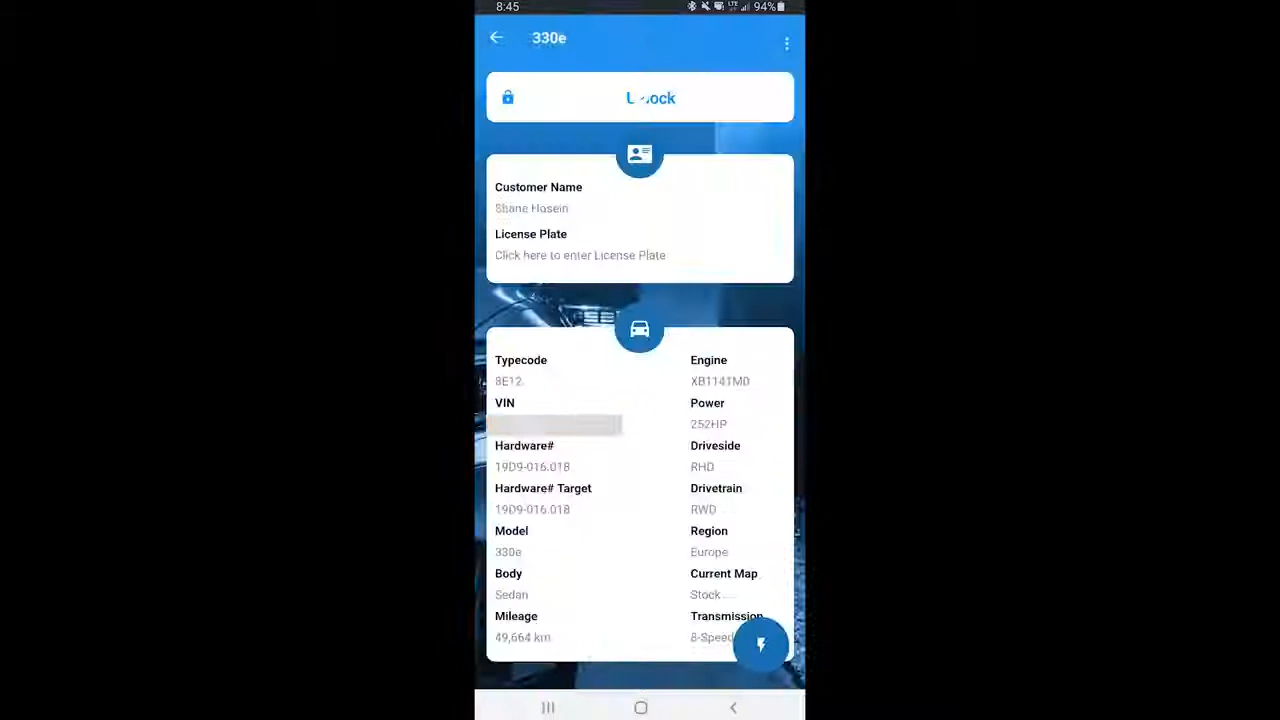 8:45
LTE
94%
330e
Customer Name
Shane Hosein
License Plate
Click here to enter License Plate
Typecode
8E12
Engine
XB1141M0
VIN
Power
252HP
Hardware#
19D9-016.018
Driveside
RHD
Hardware# Target
19D9-016.018
Drivetrain
RWD
Model
330e
Region
Europe
Body
Sedan
Current Map
Stock
Mileage
49,664 km
Transmission
8-Speed